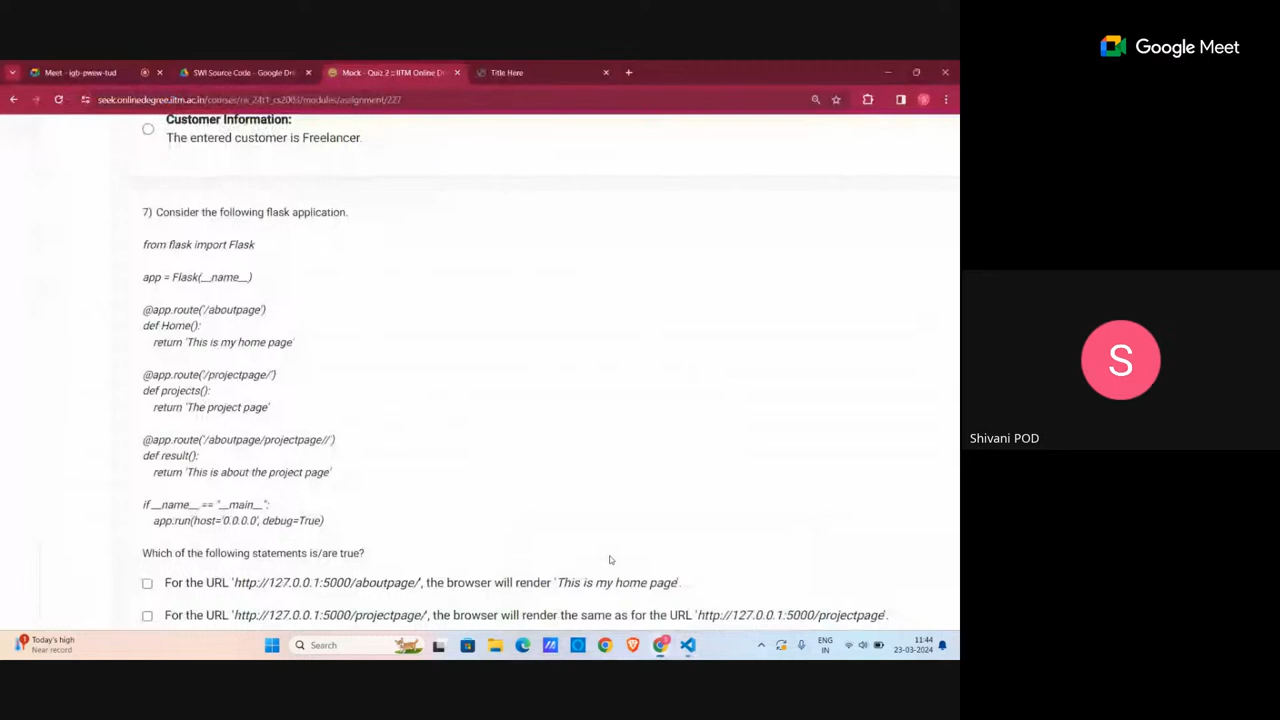 Google Meet
Meet - igb-pwew-tud
SWI Source Code - Google Dri
Mock - Quiz 2 :: IITM Online D
Title Here
seek.onlinedegree.iitm.ac.in/courses/ns_24t1_cs2003/modules/assignment/227
Customer Information:
The entered customer is Freelancer.
7) Consider the following flask application.
from flask import Flask
app = Flask(__name__)
@app.route('/aboutpage')
def Home():
return 'This is my home page'
@app.route('/projectpage/')
def projects():
return 'The project page'
@app.route('/aboutpage/projectpage//')
def result():
return 'This is about the project page'
if __name__ == "__main__":
app.run(host='0.0.0.0', debug=True)
Which of the following statements is/are true?
For the URL 'http://127.0.0.1:5000/aboutpage/', the browser will render 'This is my home page'.
For the URL 'http://127.0.0.1:5000/projectpage/', the browser will render the same as for the URL 'http://127.0.0.1:5000/projectpage'.
S
Shivani POD
Today's high
Near record
Search
ENG
IN
11:44
23-03-2024